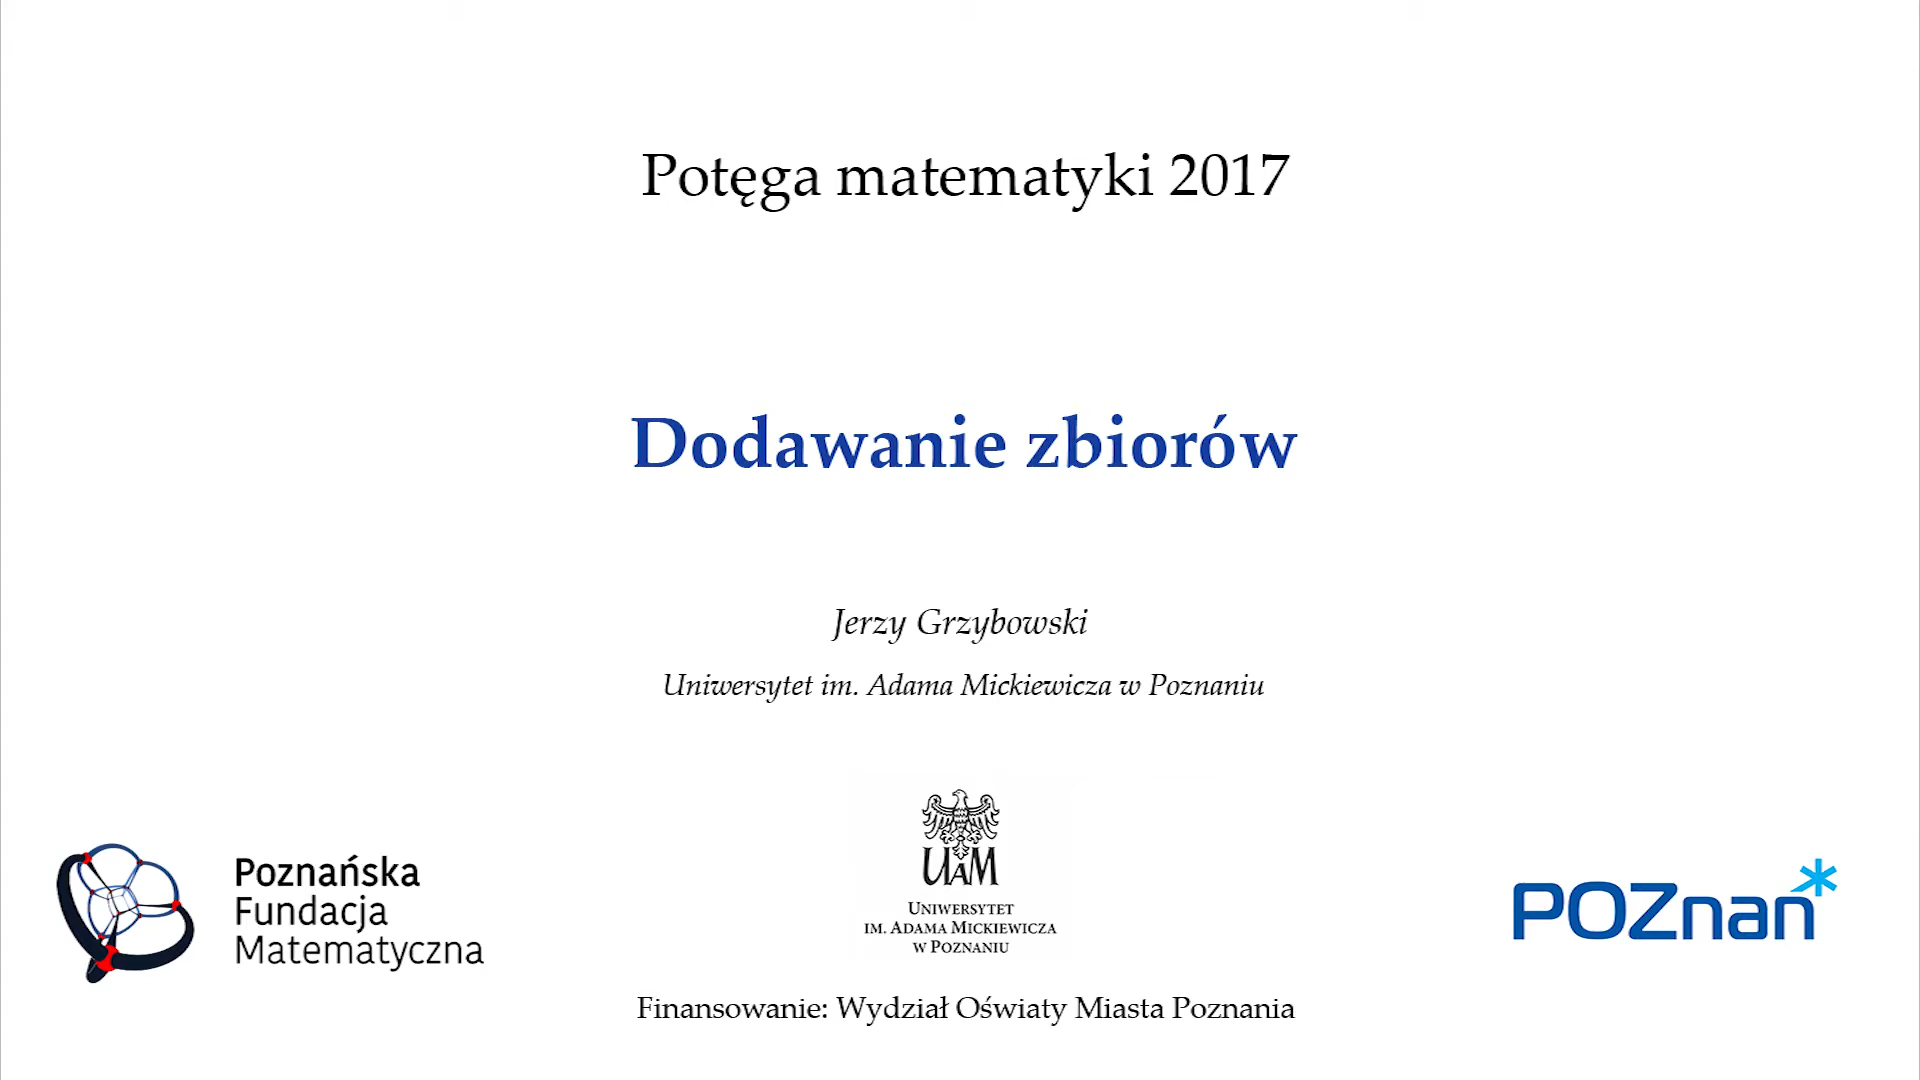 Potęga matematyki 2017
Dodawanie zbiorów
Jerzy Grzybowski
Uniwersytet im. Adama Mickiewicza w Poznaniu
Poznańska
Fundacja
Matematyczna
UAM
UNIWERSYTET
IM. ADAMA MICKIEWICZA
W POZNANIU
POZnan*
Finansowanie: Wydział Oświaty Miasta Poznania